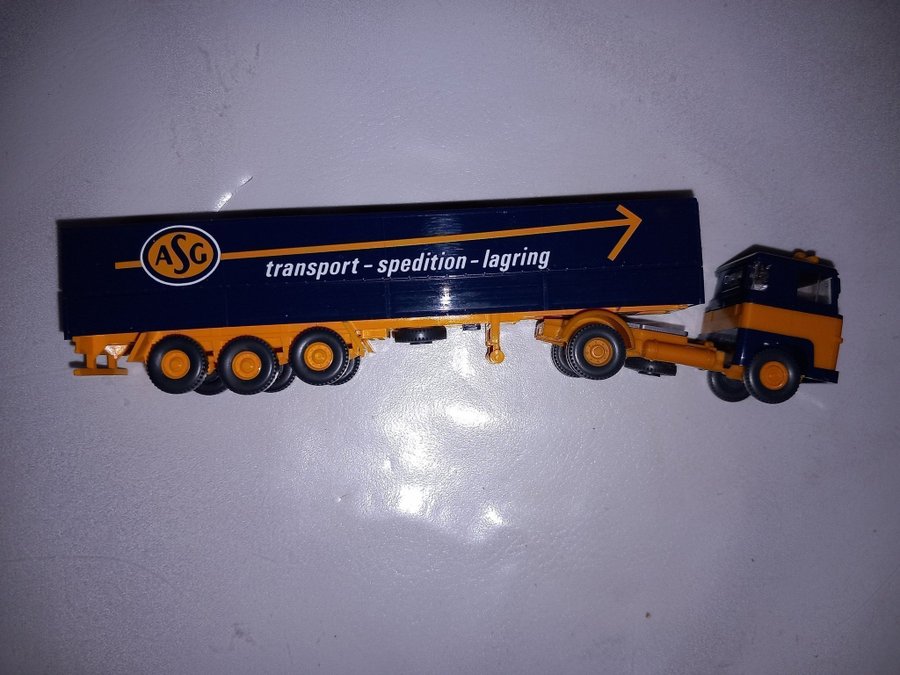 ASG
transport - spedition - lagring